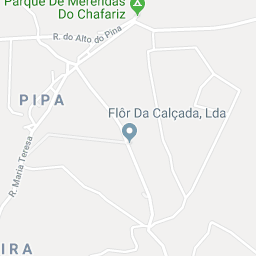 Parque De Merendas
Do Chafariz
R. do Alto do Pina
PIPA
Flôr Da Calçada, Lda
R. Maria Teresa
IRA